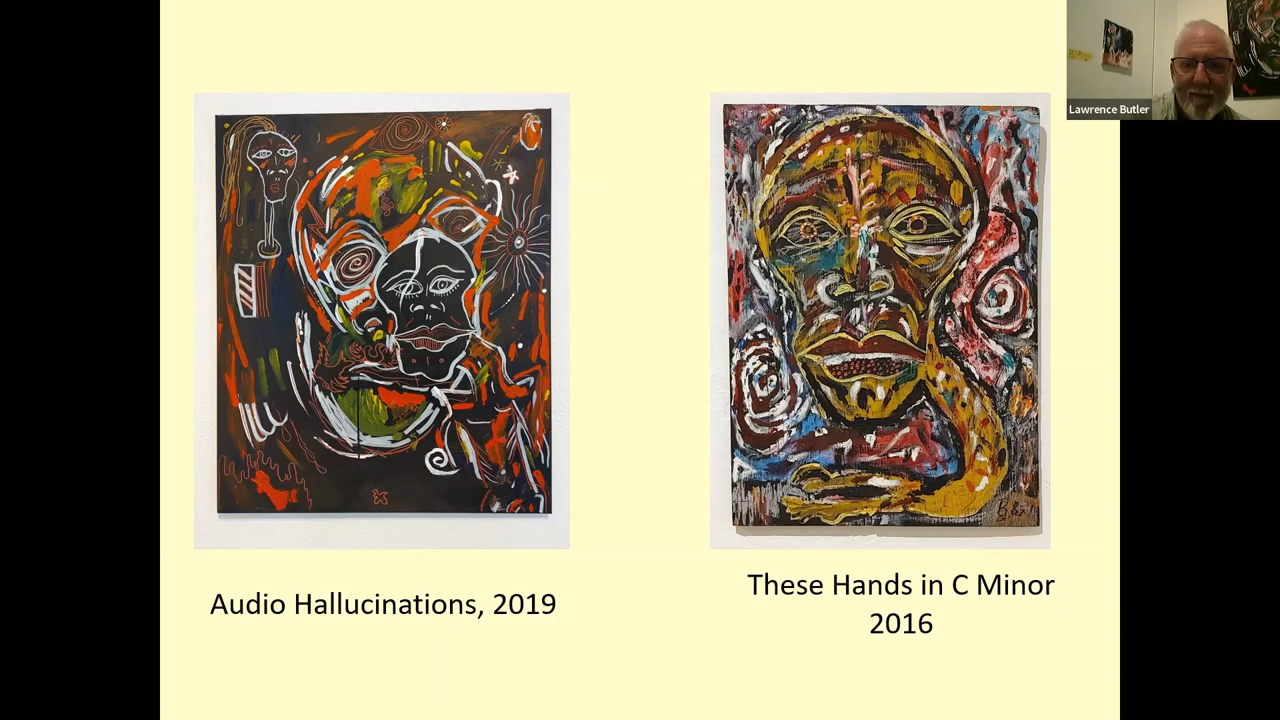 Lawrence Butler
Audio Hallucinations, 2019
These Hands in C Minor
2016